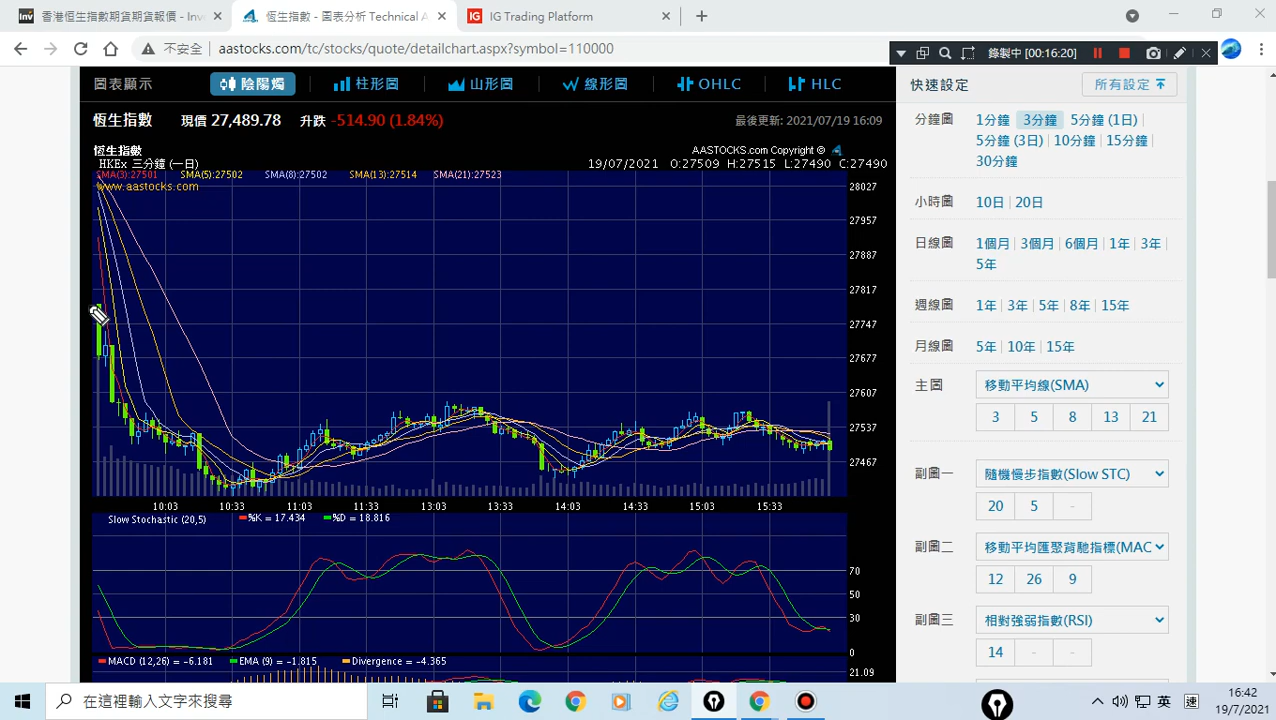 香港恆生指數期貨期貨報價 - Inv
恆生指數 - 圖表分析 Technical A
IG Trading Platform
不安全 aastocks.com/tc/stocks/quote/detailchart.aspx?symbol=110000
錄製中 [00:16:20]
圖表顯示 陰陽燭 柱形圖 山形圖 線形圖 OHLC HLC
恆生指數 現價 27,489.78 升跌 -514.90 (1.84%) 最後更新: 2021/07/19 16:09
恆生指數 AASTOCKS.com Copyright ©
HKEx 三分鐘 (一日) 19/07/2021 O:27509 H:27515 L:27490 C:27490
SMA(3):27501 SMA(5):27502 SMA(8):27502 SMA(13):27514 SMA(21):27523
www.aastocks.com
28027
27957
27887
27817
27747
27677
27607
27537
27467
10:03 10:33 11:03 11:33 13:03 13:33 14:03 14:33 15:03 15:33
Slow Stochastic (20,5) %K = 17.434 %D = 18.816
70
50
30
0
MACD (12,26) = -6.181 EMA (9) = -1.815 Divergence = -4.365
21.09
快速設定 所有設定
分鐘圖 1分鐘 | 3分鐘 | 5分鐘 (1日) |
5分鐘 (3日) | 10分鐘 | 15分鐘 |
30分鐘
小時圖 10日 | 20日
日線圖 1個月 | 3個月 | 6個月 | 1年 | 3年 |
5年
週線圖 1年 | 3年 | 5年 | 8年 | 15年
月線圖 5年 | 10年 | 15年
主圖 移動平均線(SMA)
3 5 8 13 21
副圖一 隨機慢步指數(Slow STC)
20 5 -
副圖二 移動平均匯聚背馳指標(MAC
12 26 9
副圖三 相對強弱指數(RSI)
14 - -
在這裡輸入文字來搜尋
英
速
16:42
19/7/2021